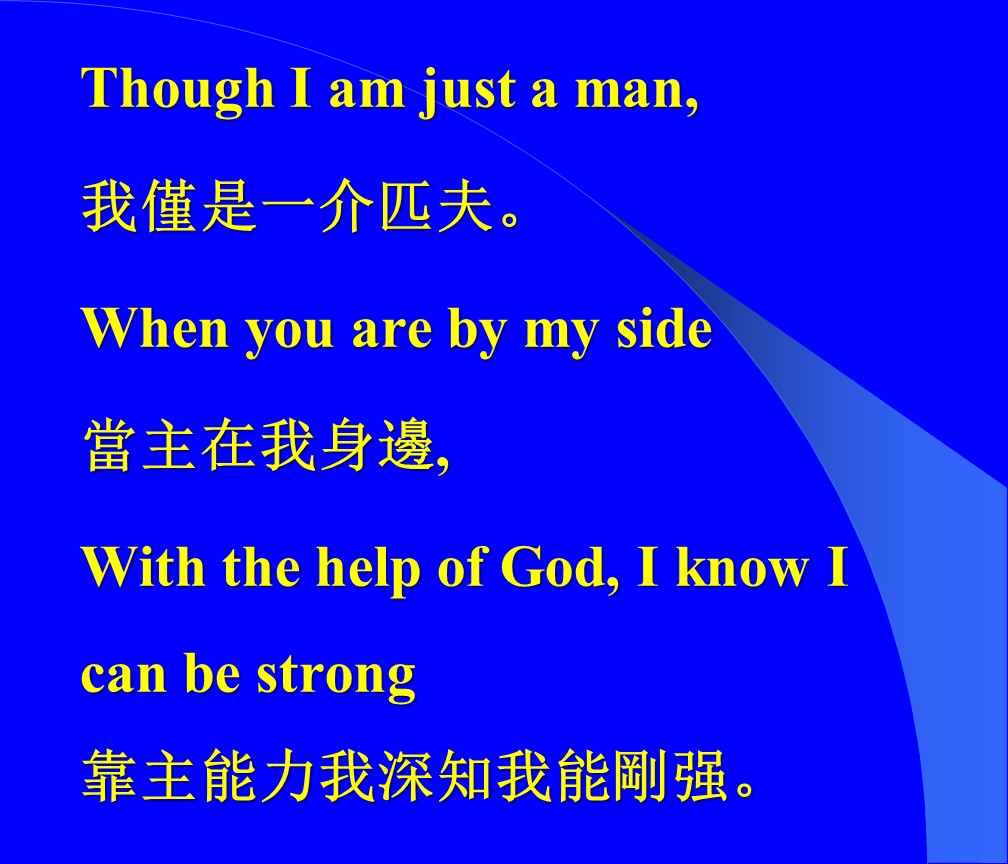 Though I am just a man,
我僅是一介匹夫。
When you are by my side
當主在我身邊,
With the help of God, I know I
can be strong
靠主能力我深知我能剛强。